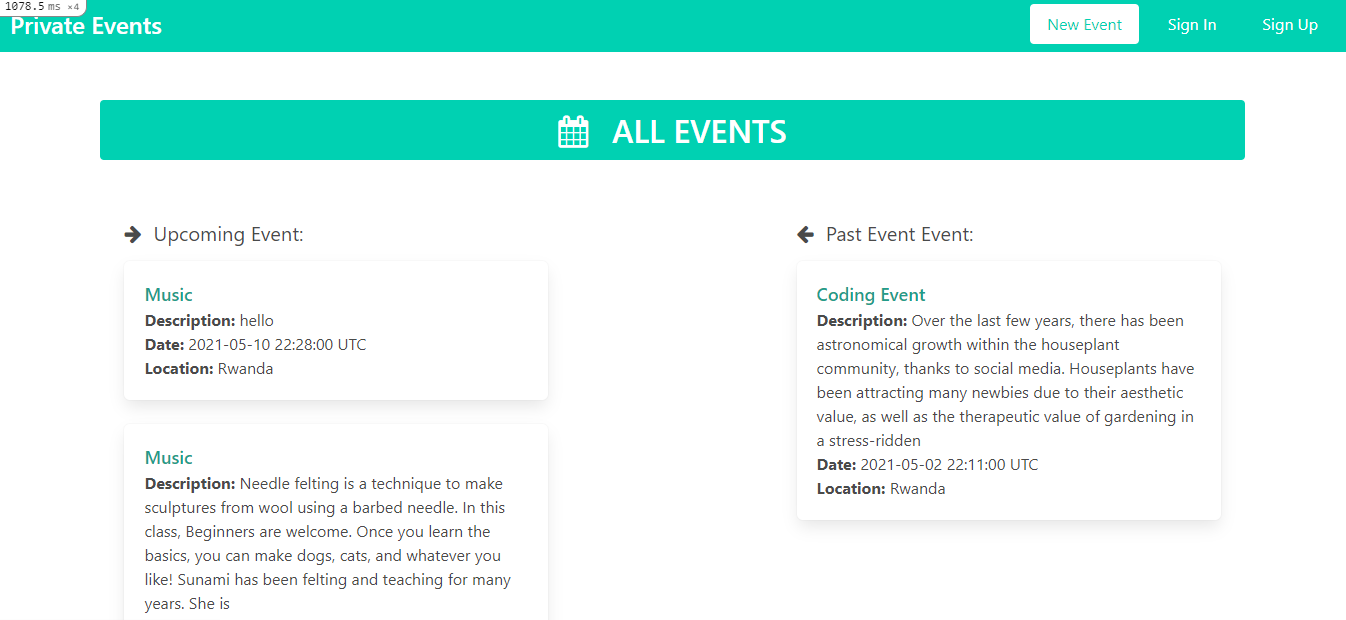 1078.5 ms ×4
Private Events
New Event
Sign In
Sign Up
ALL EVENTS
Upcoming Event:
Music
Description: hello
Date: 2021-05-10 22:28:00 UTC
Location: Rwanda
Music
Description: Needle felting is a technique to make
sculptures from wool using a barbed needle. In this
class, Beginners are welcome. Once you learn the
basics, you can make dogs, cats, and whatever you
like! Sunami has been felting and teaching for many
years. She is
Past Event Event:
Coding Event
Description: Over the last few years, there has been
astronomical growth within the houseplant
community, thanks to social media. Houseplants have
been attracting many newbies due to their aesthetic
value, as well as the therapeutic value of gardening in
a stress-ridden
Date: 2021-05-02 22:11:00 UTC
Location: Rwanda